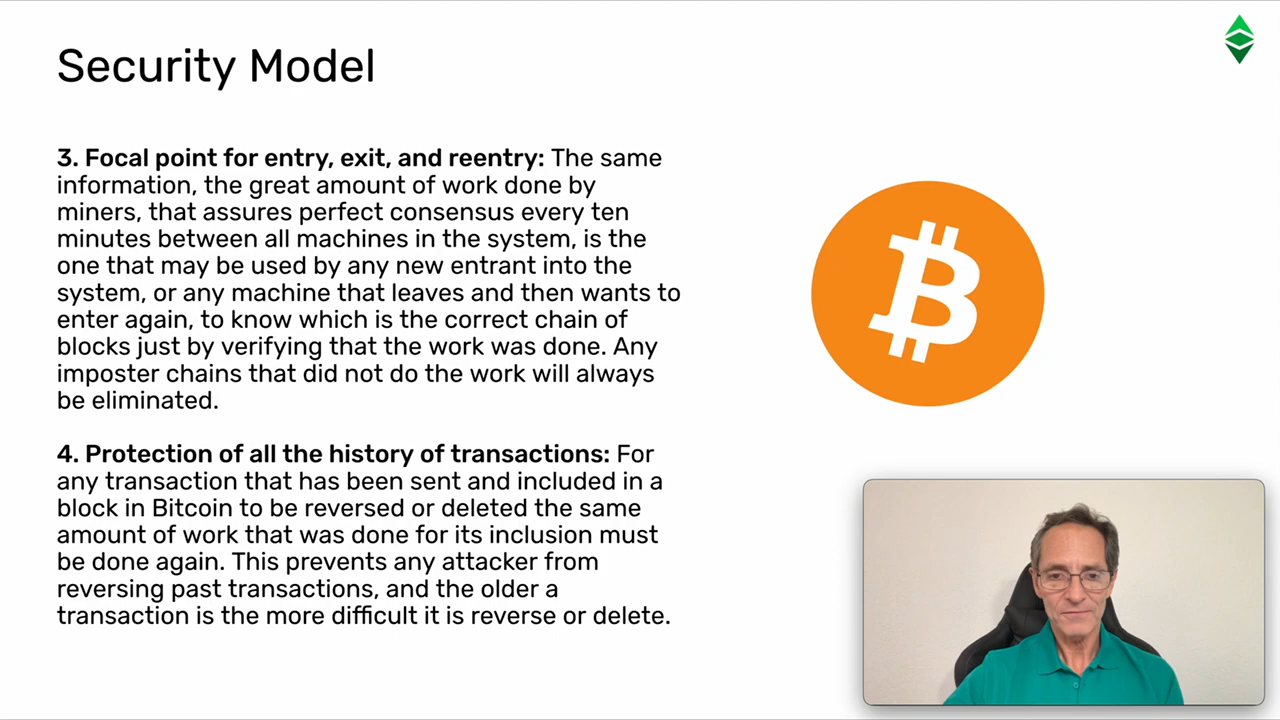 Security Model
3. Focal point for entry, exit, and reentry: The same
information, the great amount of work done by
miners, that assures perfect consensus every ten
minutes between all machines in the system, is the
one that may be used by any new entrant into the
system, or any machine that leaves and then wants to
enter again, to know which is the correct chain of
blocks just by verifying that the work was done. Any
imposter chains that did not do the work will always
be eliminated.
4. Protection of all the history of transactions: For
any transaction that has been sent and included in a
block in Bitcoin to be reversed or deleted the same
amount of work that was done for its inclusion must
be done again. This prevents any attacker from
reversing past transactions, and the older a
transaction is the more difficult it is reverse or delete.